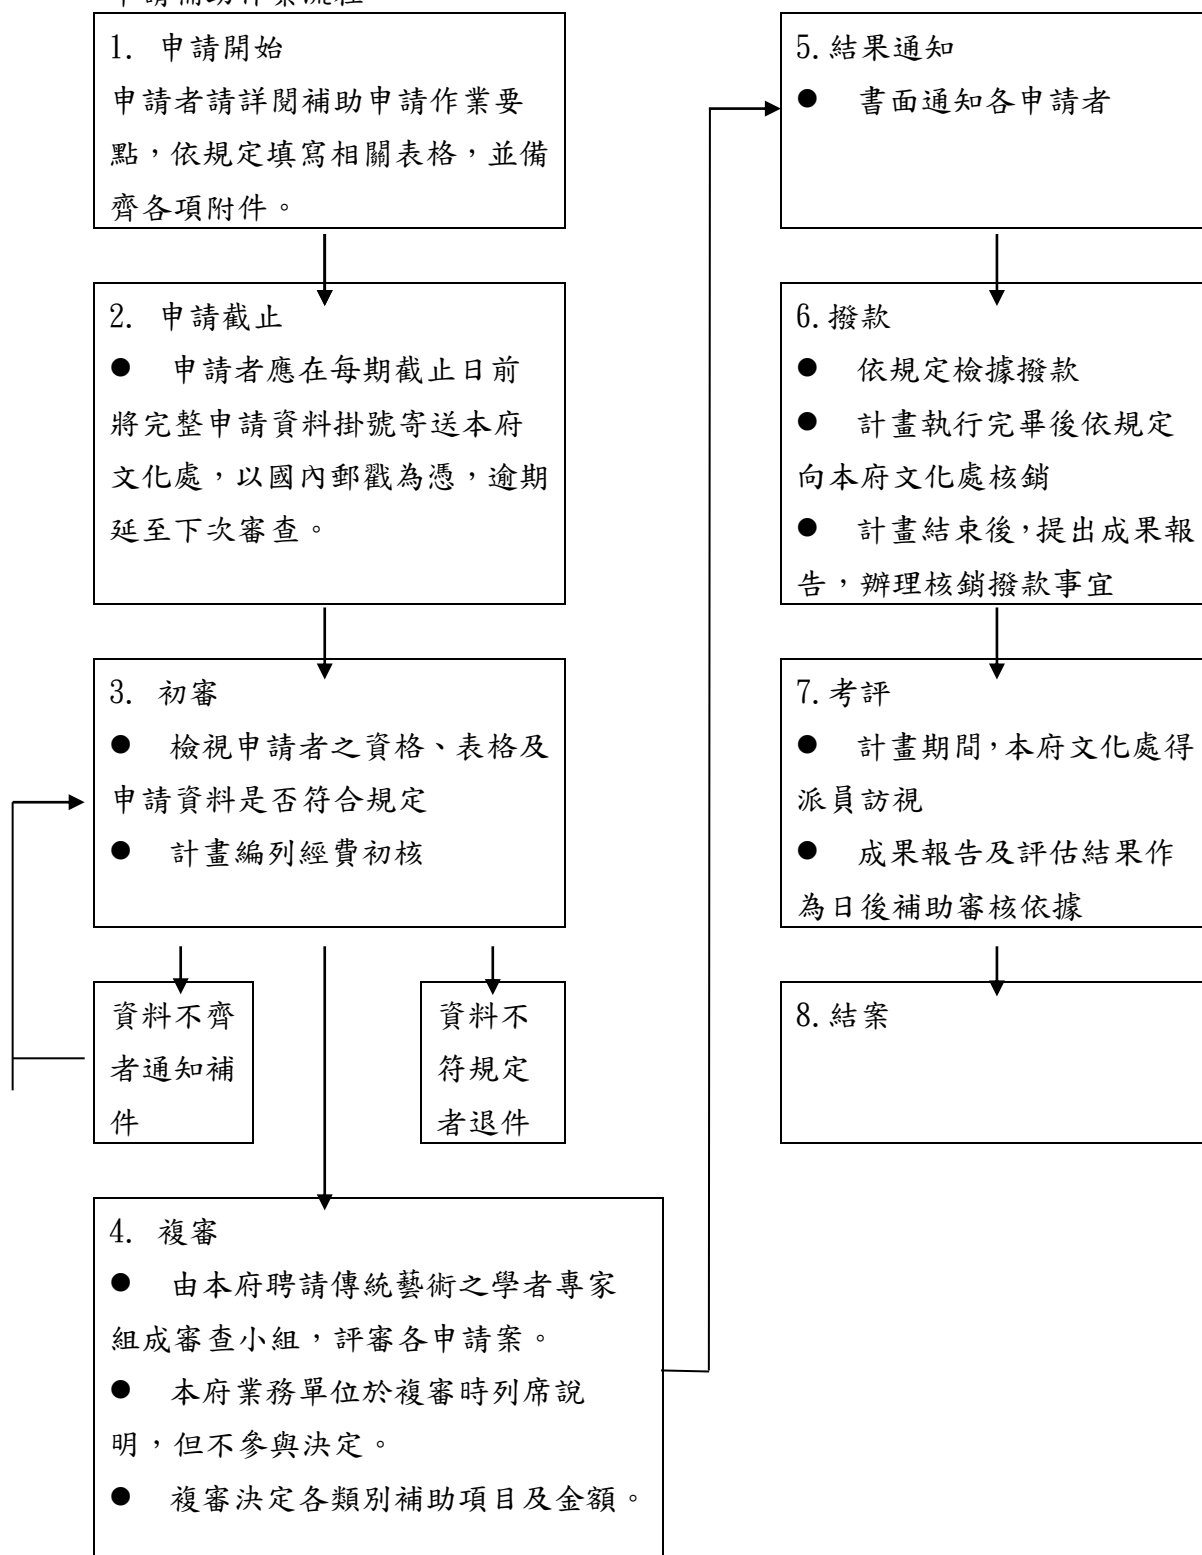 申請補助作業流程
1. 申請開始
申請者請詳閱補助申請作業要
點，依規定填寫相關表格，並備
齊各項附件。
2. 申請截止
● 申請者應在每期截止日前
將完整申請資料掛號寄送本府
文化處，以國內郵戳為憑，逾期
延至下次審查。
3. 初審
● 檢視申請者之資格、表格及
申請資料是否符合規定
● 計畫編列經費初核
資料不齊
者通知補
件
資料不
符規定
者退件
4. 複審
● 由本府聘請傳統藝術之學者專家
組成審查小組，評審各申請案。
● 本府業務單位於複審時列席說
明，但不參與決定。
● 複審決定各類別補助項目及金額。
5.結果通知
● 書面通知各申請者
6.撥款
● 依規定檢據撥款
● 計畫執行完畢後依規定
向本府文化處核銷
● 計畫結束後，提出成果報
告，辦理核銷撥款事宜
7.考評
● 計畫期間，本府文化處得
派員訪視
● 成果報告及評估結果作
為日後補助審核依據
8.結案